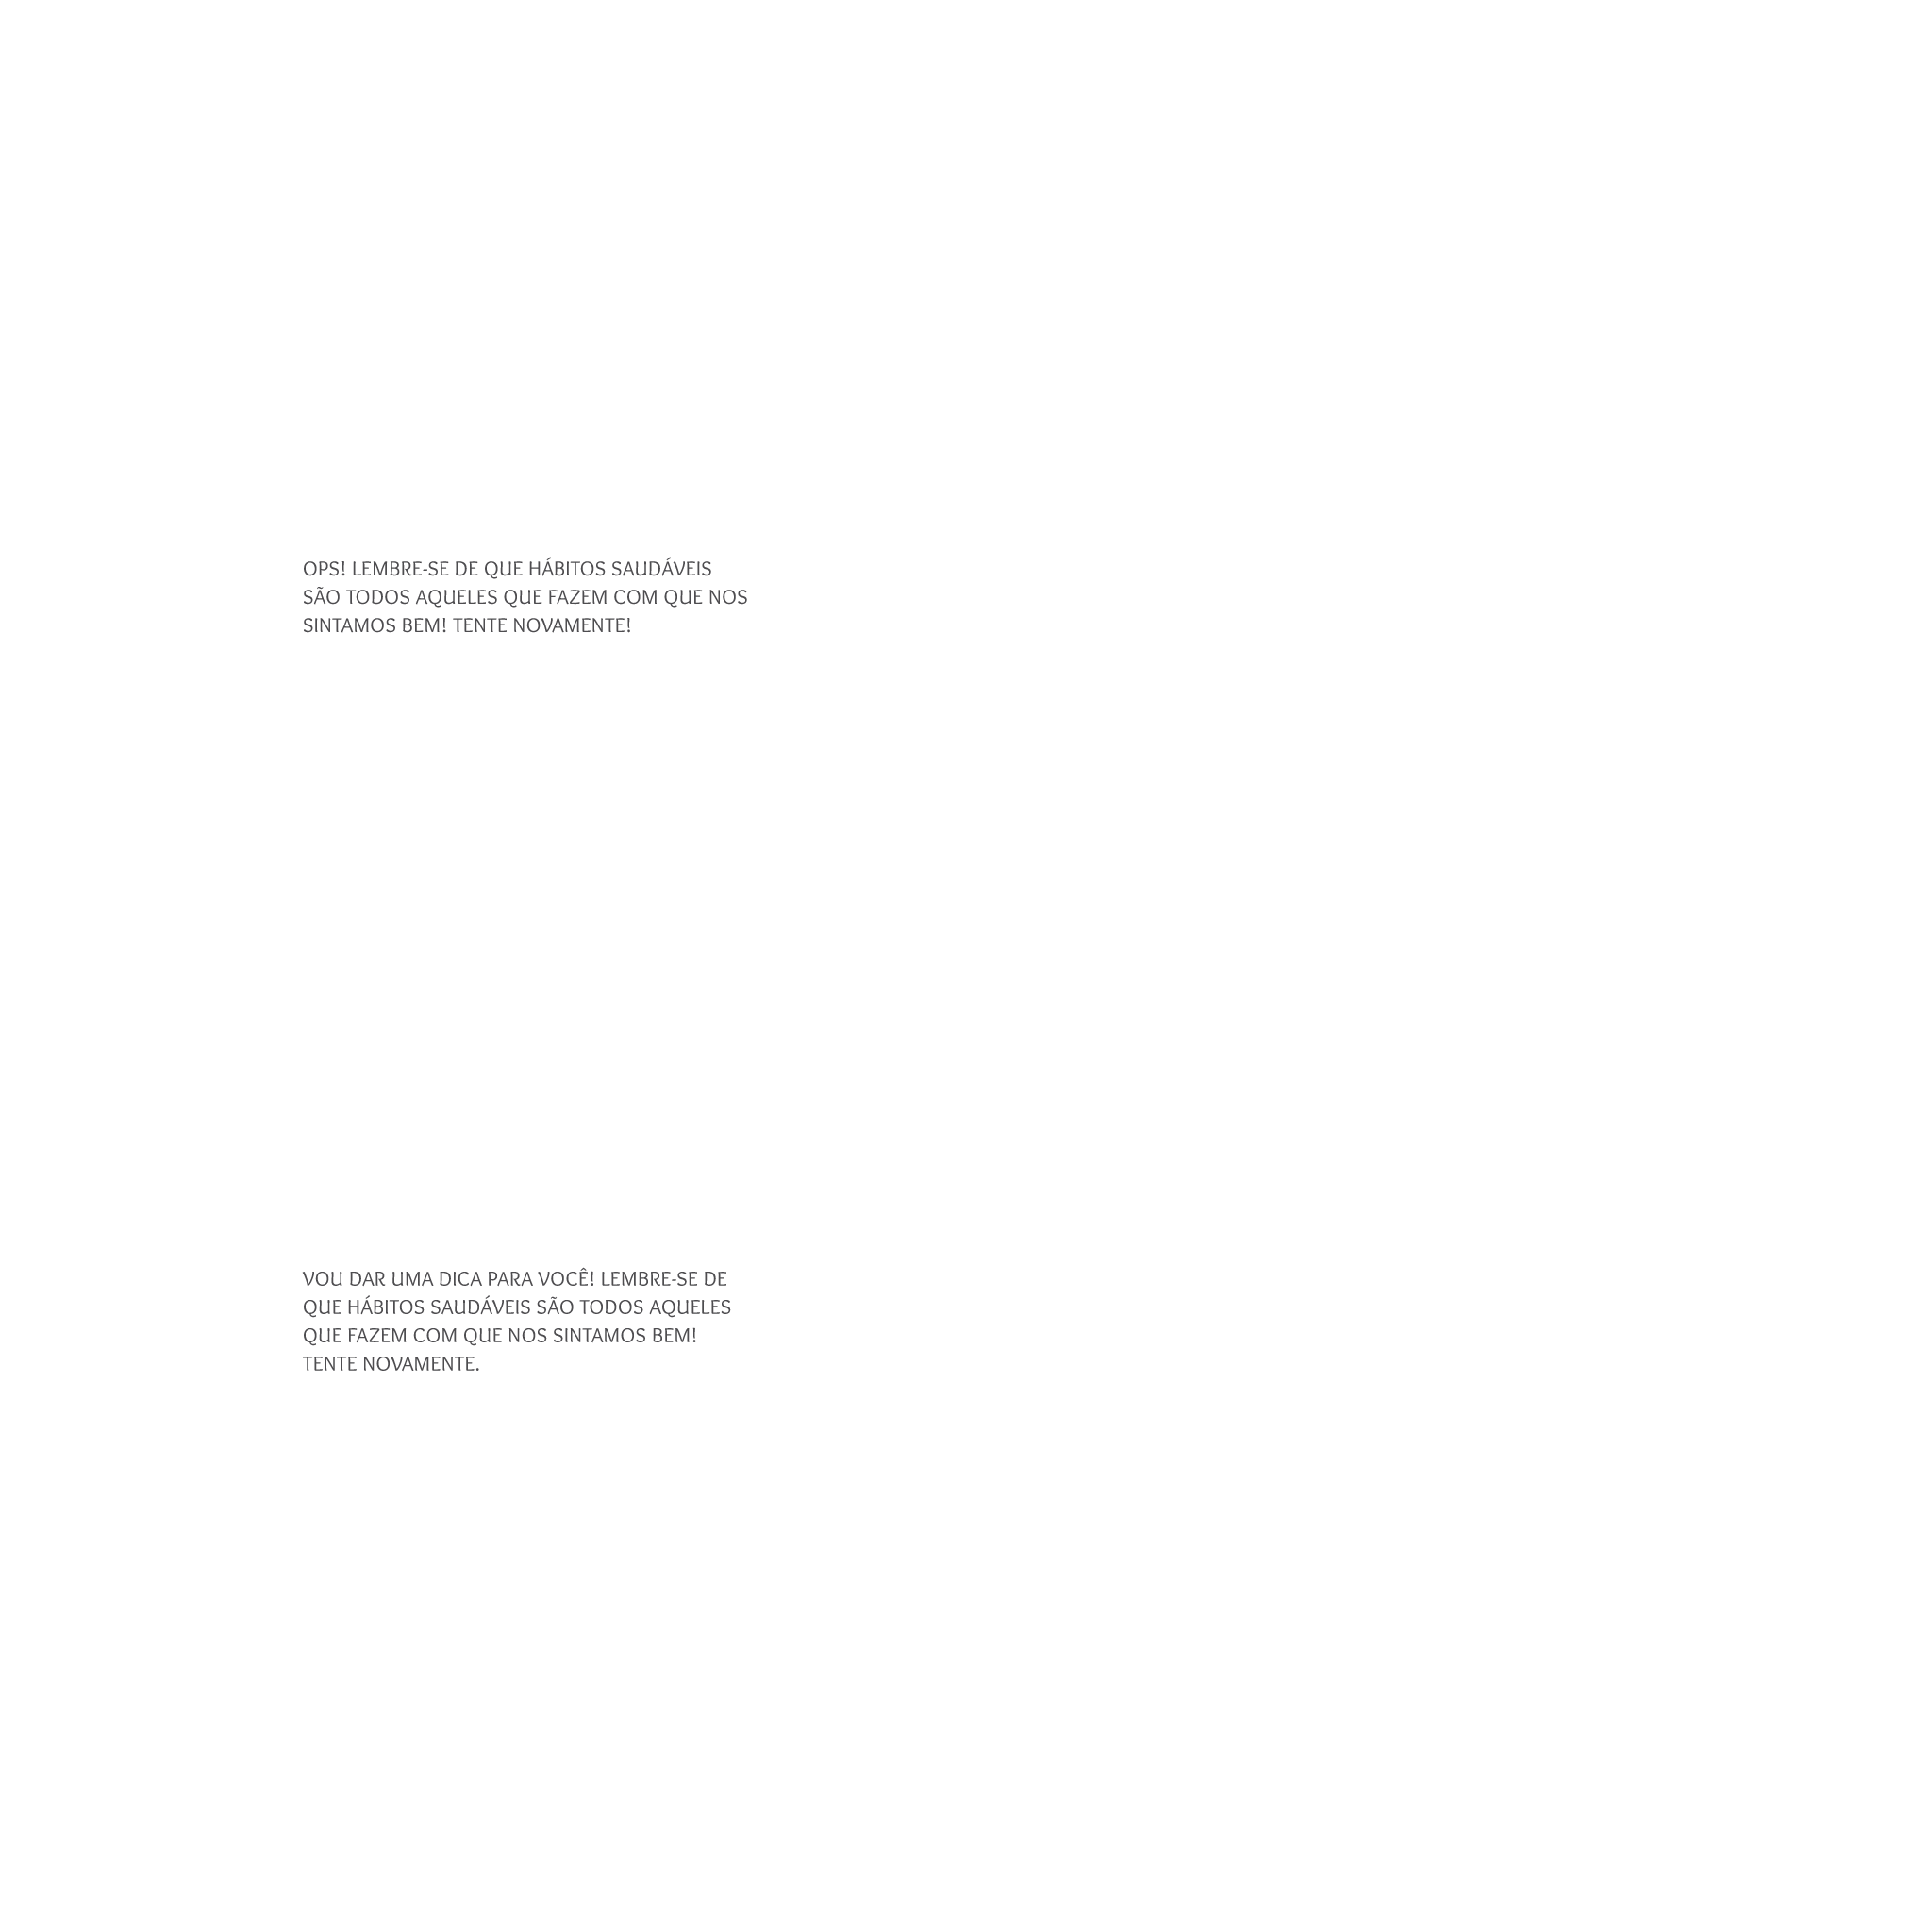 OPS! LEMBRE-SE DE QUE HÁBITOS SAUDÁVEIS
SÃO TODOS AQUELES QUE FAZEM COM QUE NOS
SINTAMOS BEM! TENTE NOVAMENTE!
VOU DAR UMA DICA PARA VOCÊ! LEMBRE-SE DE
QUE HÁBITOS SAUDÁVEIS SÃO TODOS AQUELES
QUE FAZEM COM QUE NOS SINTAMOS BEM!
TENTE NOVAMENTE.